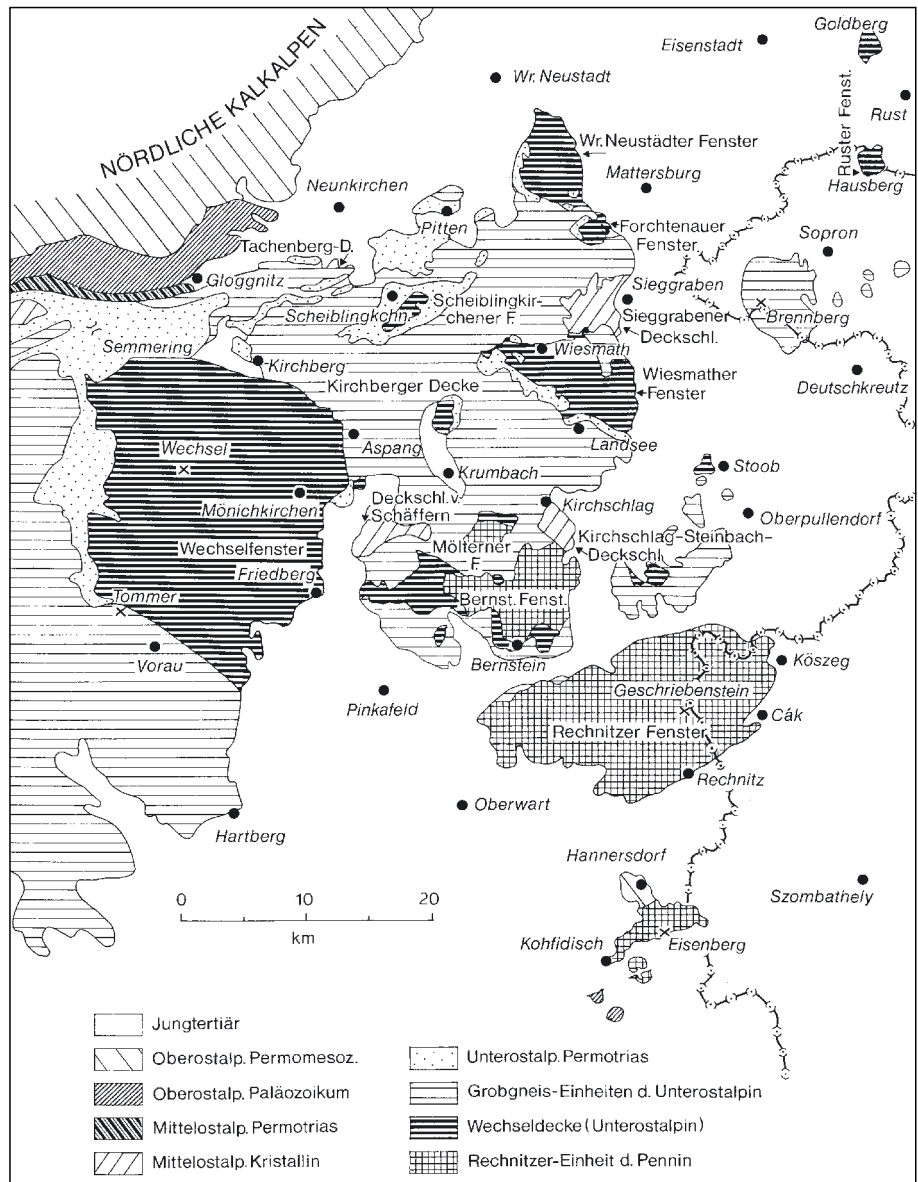 NÖRDLICHE KALKALPEN
Goldberg
Eisenstadt
Wr. Neustadt
Ruster Fenst.
Rust
Wr. Neustädter Fenster
Mattersburg
Hausberg
Neunkirchen
Pitten
Forchtenauer
Fenster
Sopron
Tachenberg-D.
Gloggnitz
Sieggraben
Scheiblingkchn
Scheiblingkir-
chener F.
Sieggrabener
Deckschl.
Brennberg
Semmering
Kirchberg
Wiesmath
Kirchberger Decke
Wiesmather
Fenster
Deutschkreutz
Wechsel
Aspang
Landsee
Krumbach
Stoob
Mönichkirchen
Deckschl. v.
Schäffern
Kirchschlag
Oberpullendorf
Wechselfenster
Mölterner
F.
Kirchschlag-Steinbach-
Deckschl.
Friedberg
Tommer
Bernst. Fenst.
Vorau
Bernstein
Köszeg
Pinkafeld
Geschriebenstein
Cák
Rechnitzer Fenster
Rechnitz
Oberwart
Hartberg
Hannersdorf
Szombathely
0 10 20
km
Kohfidisch
Eisenberg
Jungtertiär
Oberostalp. Permomesoz.
Oberostalp. Paläozoikum
Mittelostalp. Permotrias
Mittelostalp. Kristallin
Unterostalp. Permotrias
Grobgneis-Einheiten d. Unterostalpin
Wechseldecke (Unterostalpin)
Rechnitzer-Einheit d. Pennin